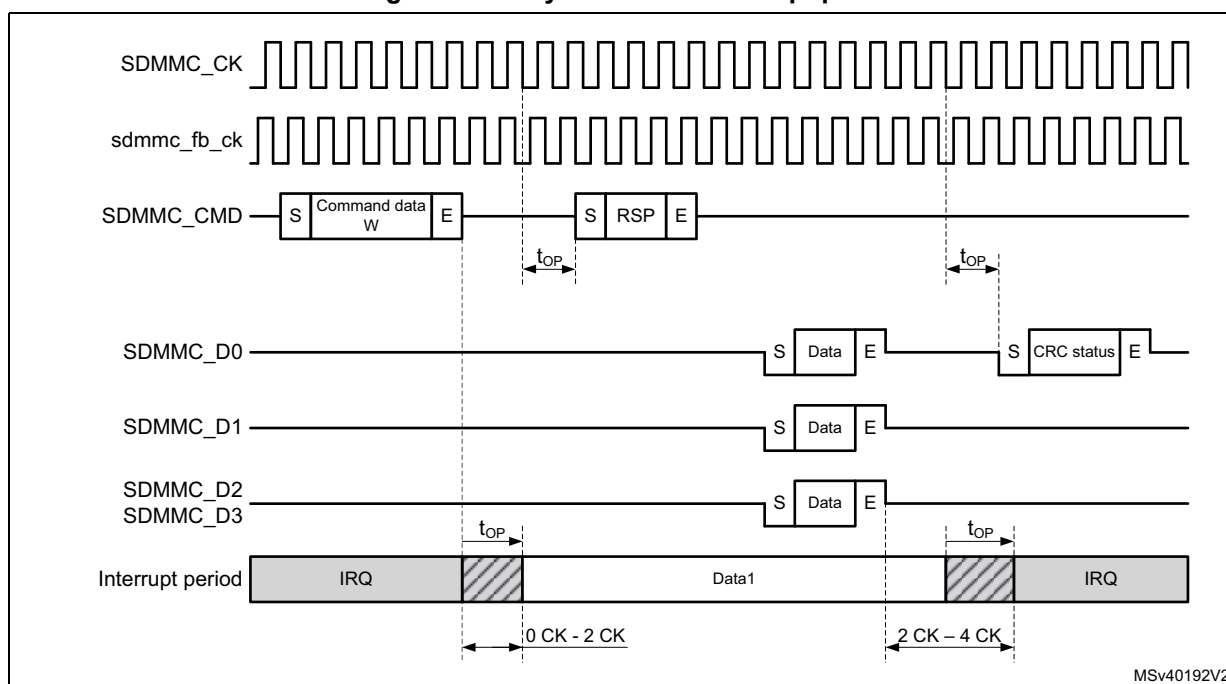 SDMMC_CK
sdmmc_fb_ck
SDMMC_CMD
S
Command data
W
E
S
RSP
E
tOP
tOP
SDMMC_D0
S
Data
E
S
CRC status
E
SDMMC_D1
S
Data
E
SDMMC_D2
SDMMC_D3
S
Data
E
tOP
tOP
Interrupt period
IRQ
Data1
IRQ
0 CK - 2 CK
2 CK – 4 CK
MSv40192V2